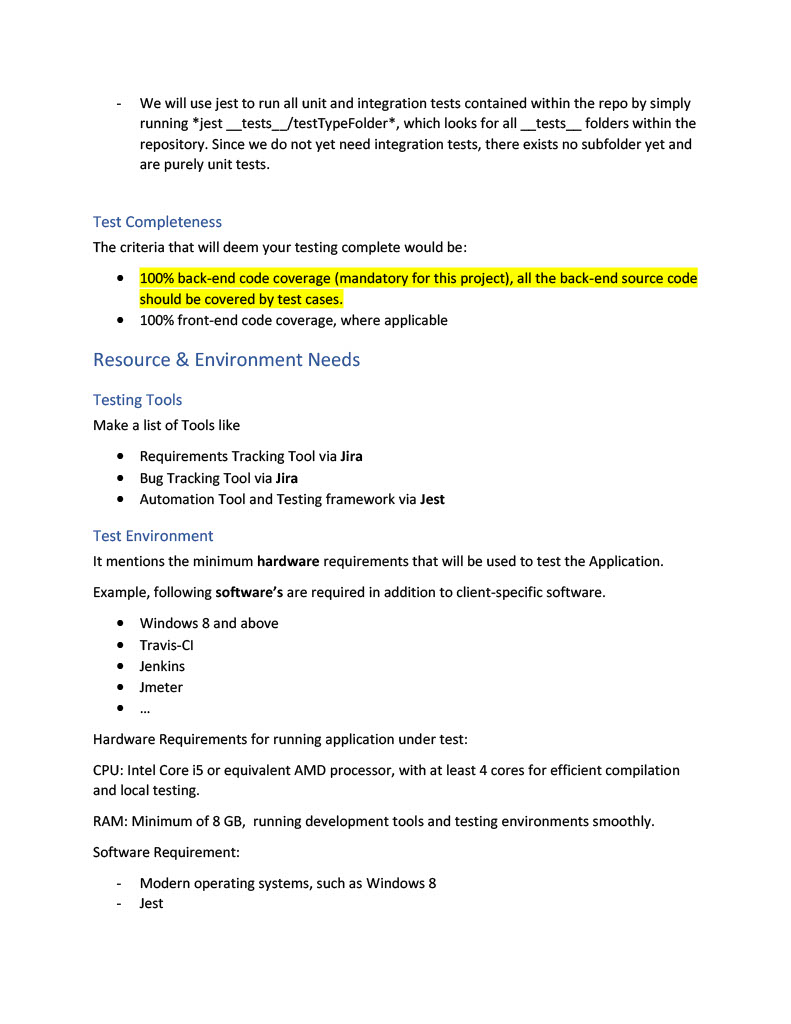 - We will use jest to run all unit and integration tests contained within the repo by simply
running *jest __tests__/testTypeFolder*, which looks for all __tests__ folders within the
repository. Since we do not yet need integration tests, there exists no subfolder yet and
are purely unit tests.
Test Completeness
The criteria that will deem your testing complete would be:
• 100% back-end code coverage (mandatory for this project), all the back-end source code
should be covered by test cases.
• 100% front-end code coverage, where applicable
Resource & Environment Needs
Testing Tools
Make a list of Tools like
• Requirements Tracking Tool via Jira
• Bug Tracking Tool via Jira
• Automation Tool and Testing framework via Jest
Test Environment
It mentions the minimum hardware requirements that will be used to test the Application.
Example, following software’s are required in addition to client-specific software.
• Windows 8 and above
• Travis-CI
• Jenkins
• Jmeter
• …
Hardware Requirements for running application under test:
CPU: Intel Core i5 or equivalent AMD processor, with at least 4 cores for efficient compilation
and local testing.
RAM: Minimum of 8 GB,  running development tools and testing environments smoothly.
Software Requirement:
- Modern operating systems, such as Windows 8
- Jest